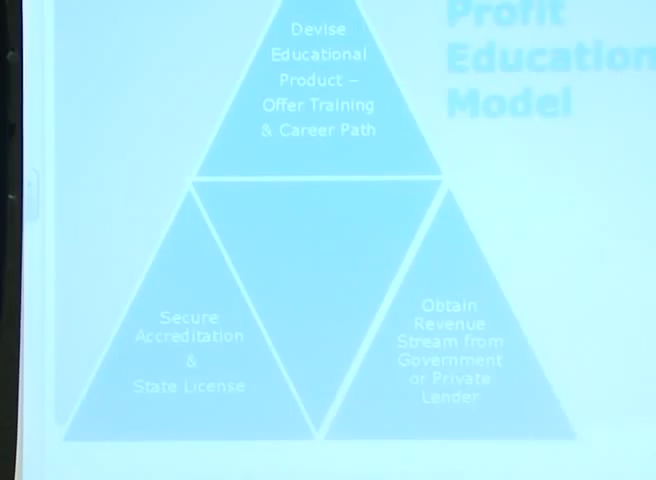 Profit
Education
Model
Devise
Educational
Product –
Offer Training
& Career Path
Secure
Accreditation
&
State License
Obtain
Revenue
Stream from
Government
or Private
Lender